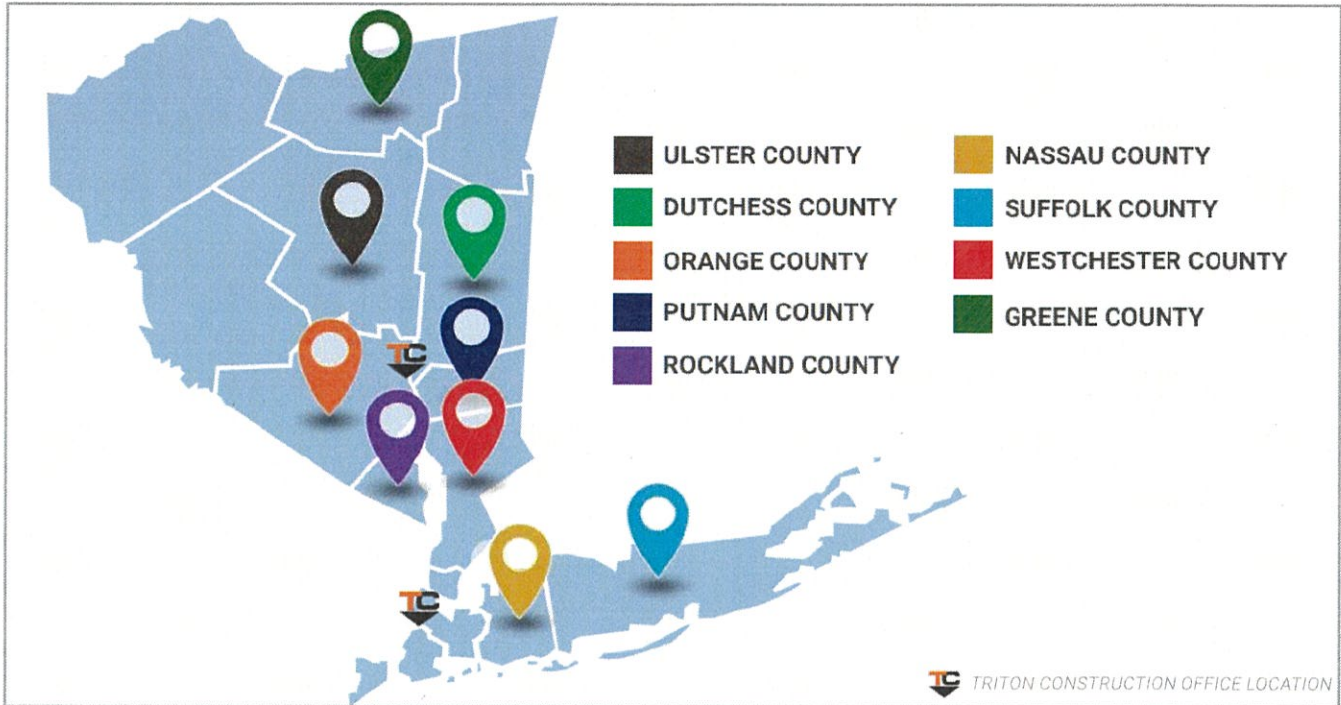 ULSTER COUNTY
DUTCHESS COUNTY
ORANGE COUNTY
PUTNAM COUNTY
ROCKLAND COUNTY
NASSAU COUNTY
SUFFOLK COUNTY
WESTCHESTER COUNTY
GREENE COUNTY
TC
TC
TC TRITON CONSTRUCTION OFFICE LOCATION